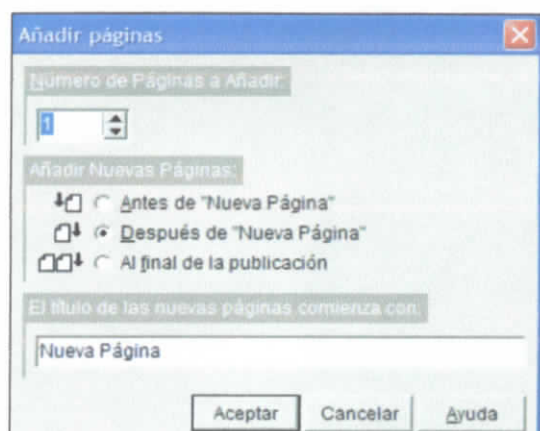 Añadir páginas
Número de Páginas a Añadir:
1
Añadir Nuevas Páginas:
Antes de "Nueva Página"
Después de "Nueva Página"
Al final de la publicación
El título de las nuevas páginas comienza con:
Nueva Página
Aceptar Cancelar Ayuda